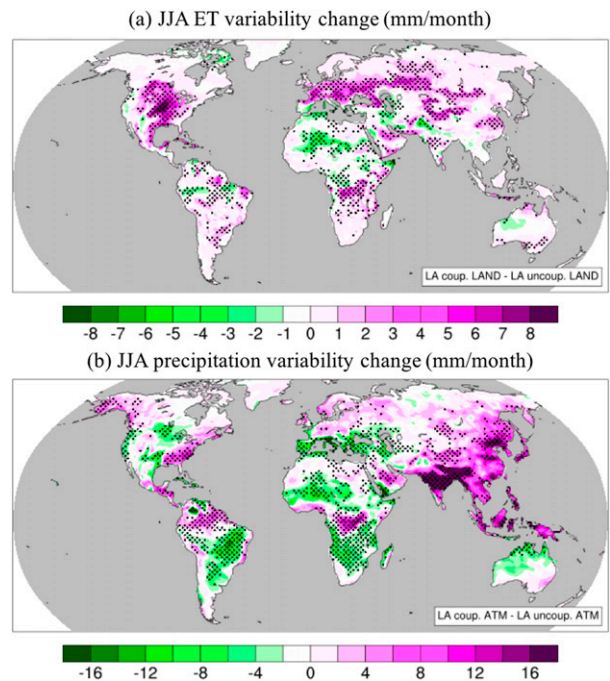 (a) JJA ET variability change (mm/month)
LA coup. LAND - LA uncoup. LAND
-8 -7 -6 -5 -4 -3 -2 -1 0 1 2 3 4 5 6 7 8
(b) JJA precipitation variability change (mm/month)
LA coup. ATM - LA uncoup. ATM
-16 -12 -8 -4 0 4 8 12 16